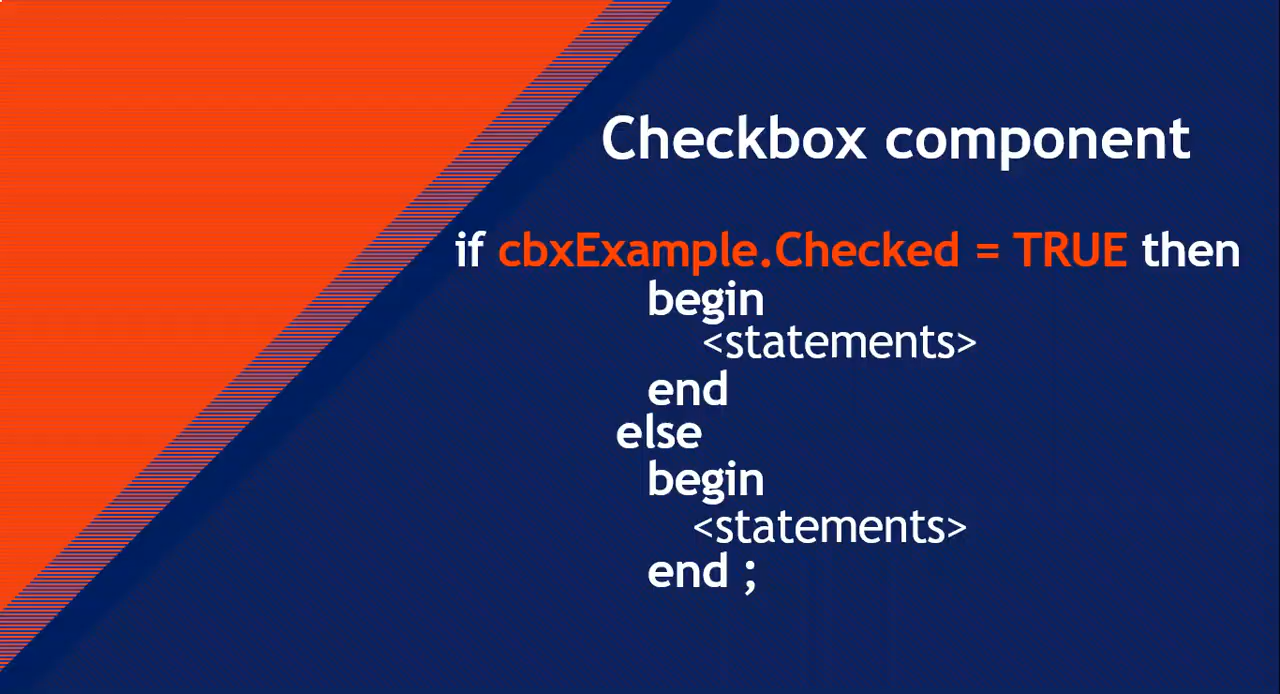 Checkbox component
if cbxExample.Checked = TRUE then
begin
<statements>
end
else
begin
<statements>
end ;